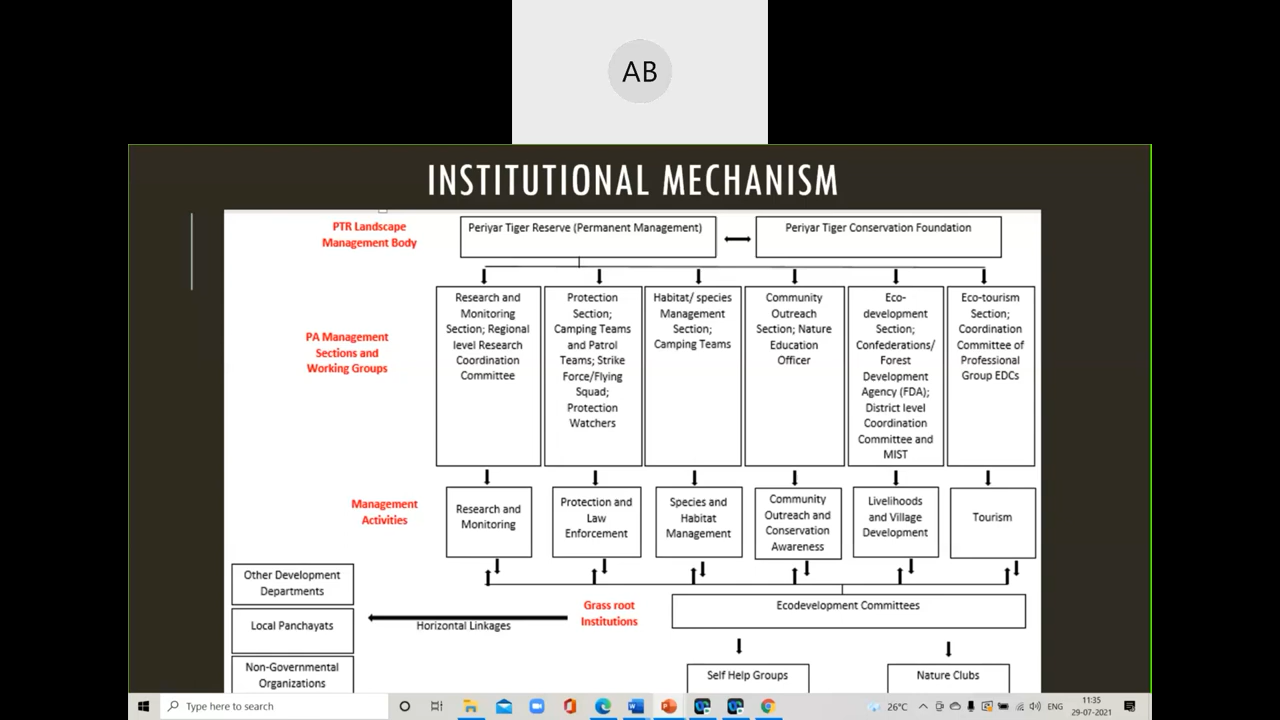 AB
INSTITUTIONAL MECHANISM
PTR Landscape
Management Body
Periyar Tiger Reserve (Permanent Management)
Periyar Tiger Conservation Foundation
PA Management
Sections and
Working Groups
Research and
Monitoring
Section; Regional
level Research
Coordination
Committee
Protection
Section;
Camping Teams
and Patrol
Teams; Strike
Force/Flying
Squad;
Protection
Watchers
Habitat/ species
Management
Section;
Camping Teams
Community
Outreach
Section; Nature
Education
Officer
Eco-
development
Section;
Confederations/
Forest
Development
Agency (FDA);
District level
Coordination
Committee and
MIST
Eco-tourism
Section;
Coordination
Committee of
Professional
Group EDCs
Management
Activities
Research and
Monitoring
Protection and
Law
Enforcement
Species and
Habitat
Management
Community
Outreach and
Conservation
Awareness
Livelihoods
and Village
Development
Tourism
Other Development
Departments
Local Panchayats
Non-Governmental
Organizations
Horizontal Linkages
Grass root
Institutions
Ecodevelopment Committees
Self Help Groups
Nature Clubs
Type here to search
26°C
ENG
11:35
29-07-2021